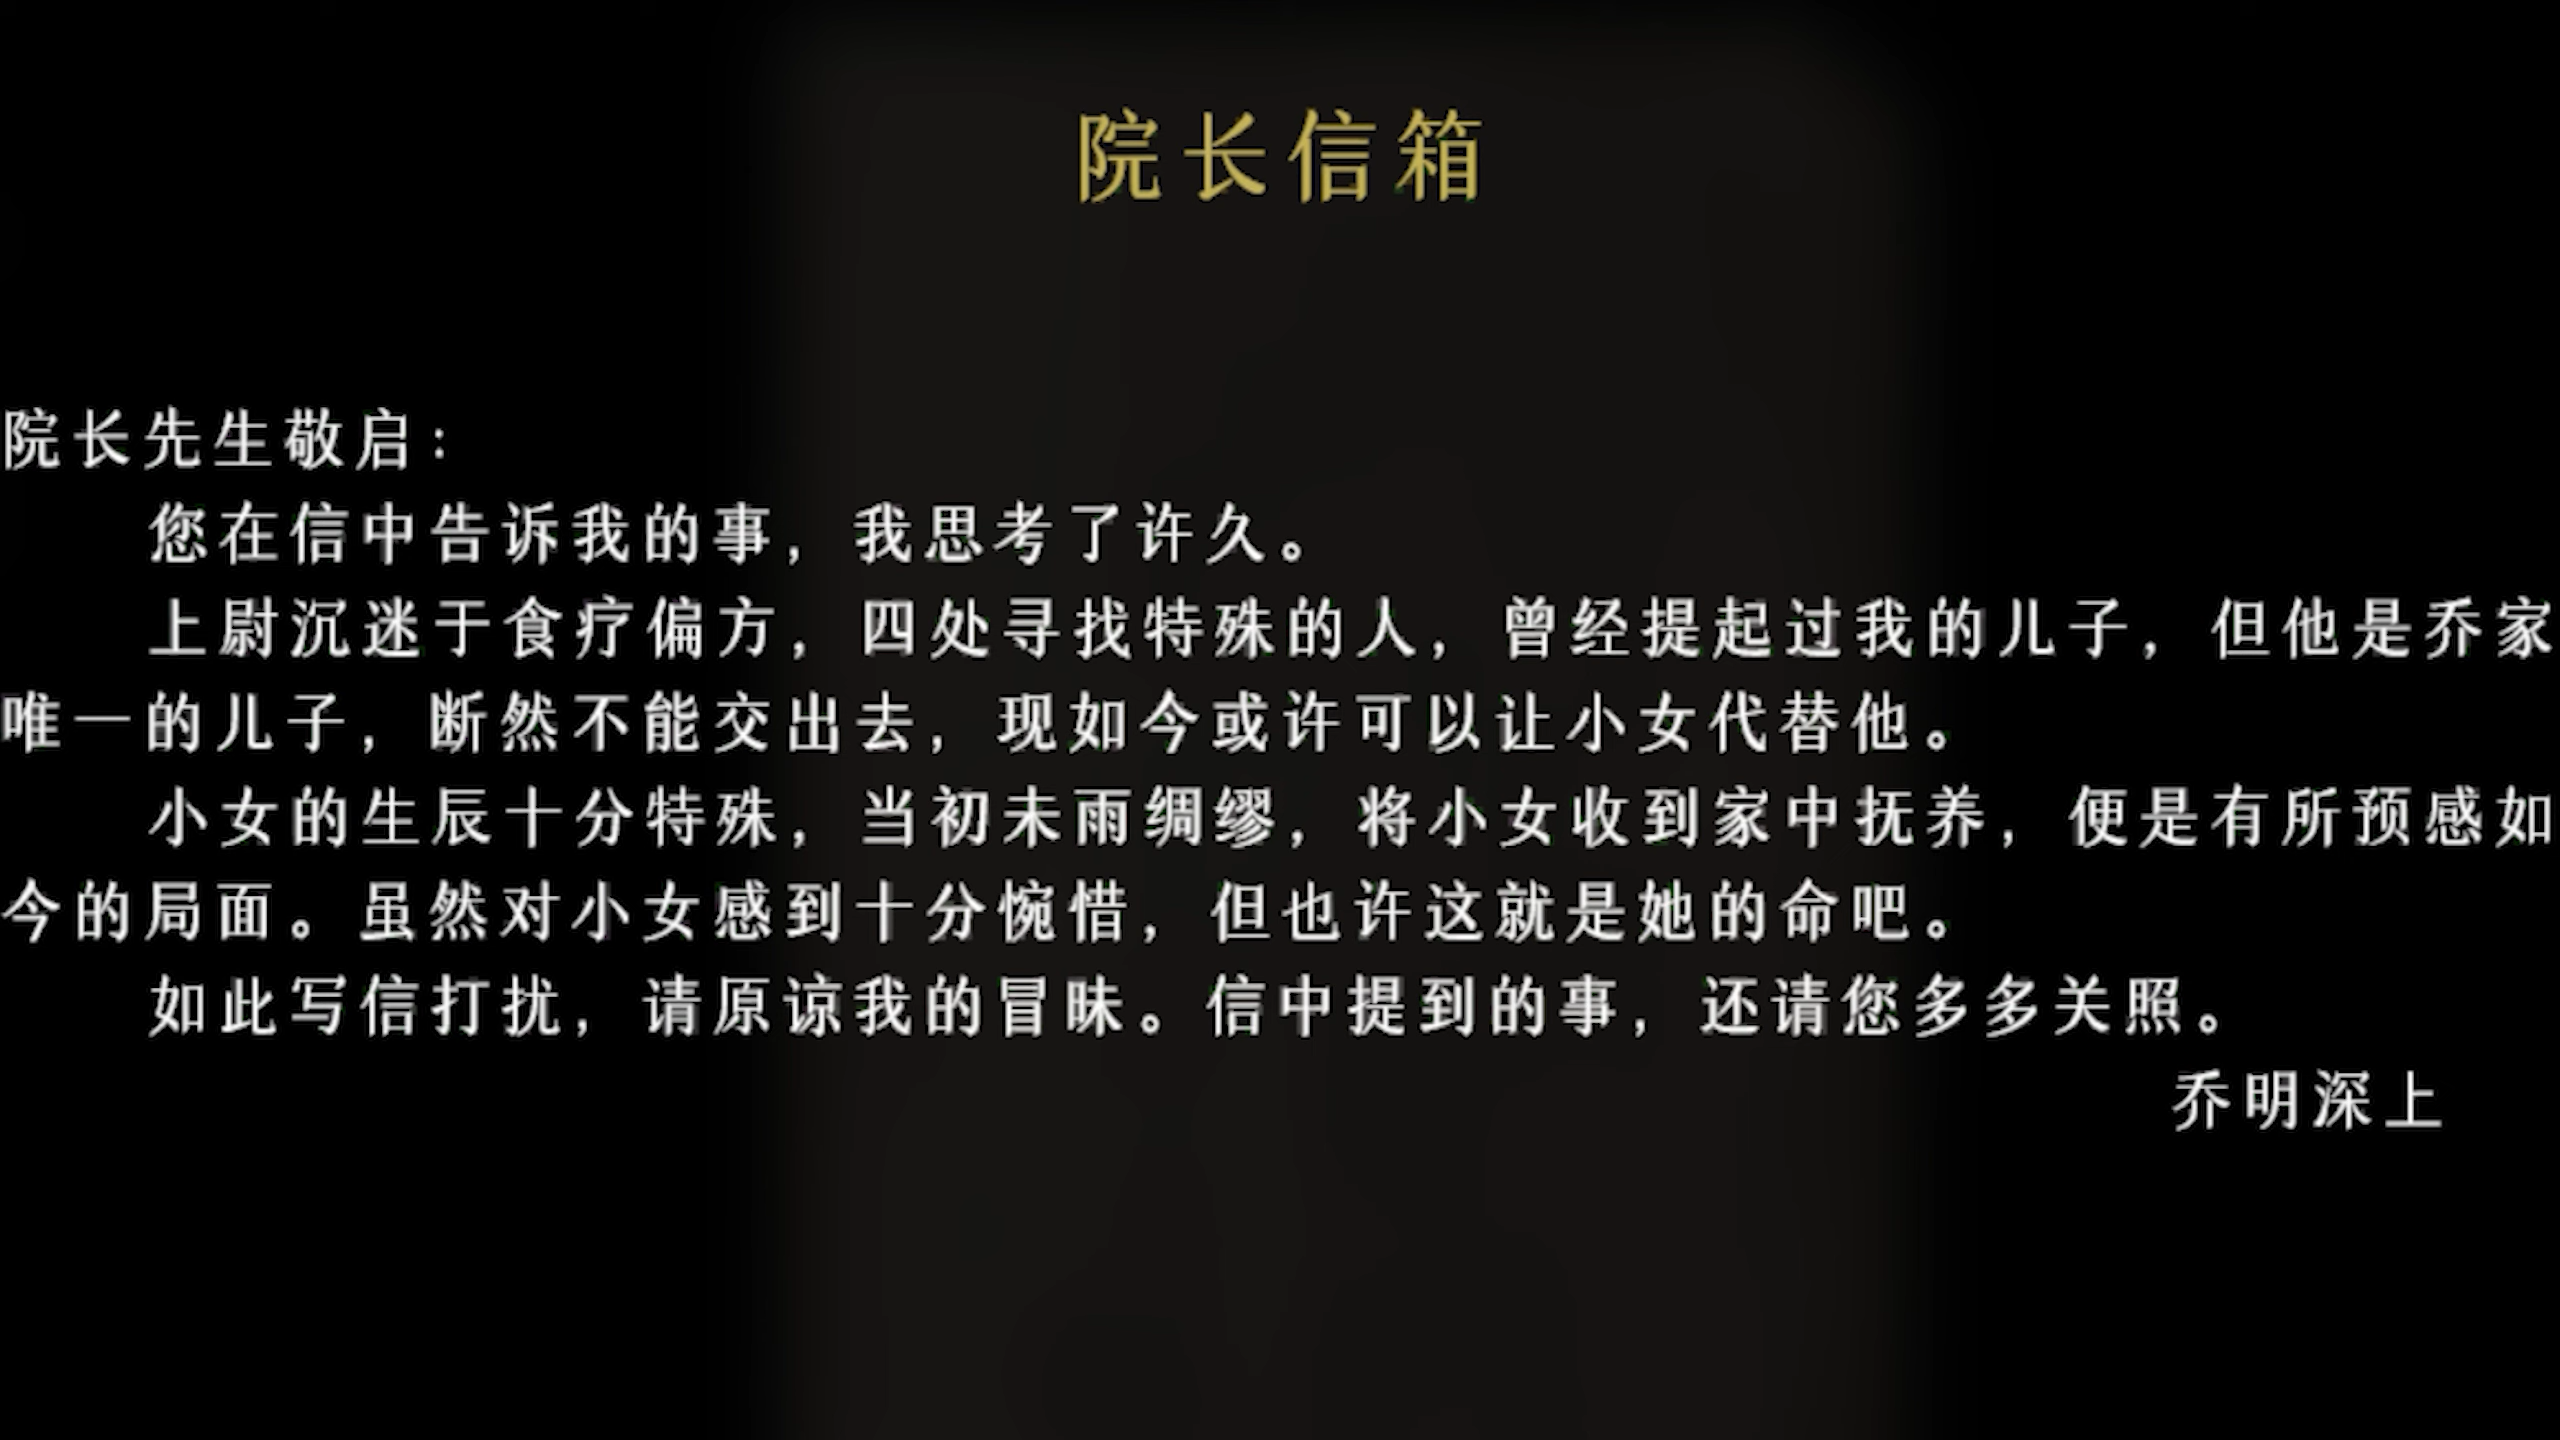 院长信箱
院长先生敬启：
您在信中告诉我的事，我思考了许久。
上尉沉迷于食疗偏方，四处寻找特殊的人，曾经提起过我的儿子，但他是乔家
唯一的儿子，断然不能交出去，现如今或许可以让小女代替他。
小女的生辰十分特殊，当初未雨绸缪，将小女收到家中抚养，便是有所预感如
今的局面。虽然对小女感到十分惋惜，但也许这就是她的命吧。
如此写信打扰，请原谅我的冒昧。信中提到的事，还请您多多关照。
乔明深上